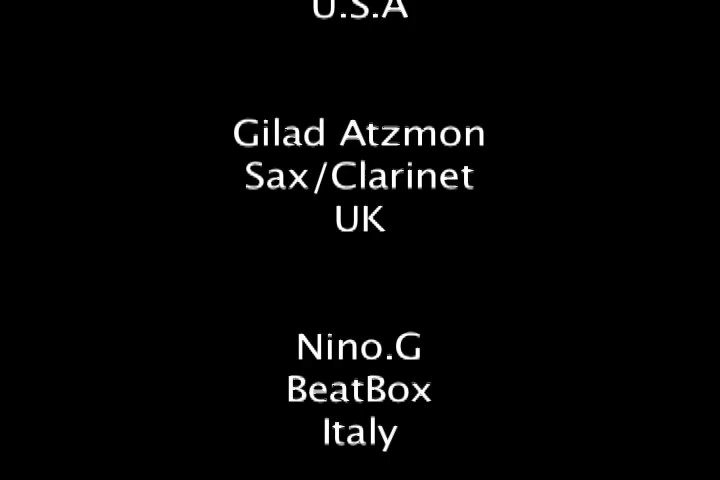 U.S.A
Gilad Atzmon
Sax/Clarinet
UK
Nino.G
BeatBox
Italy